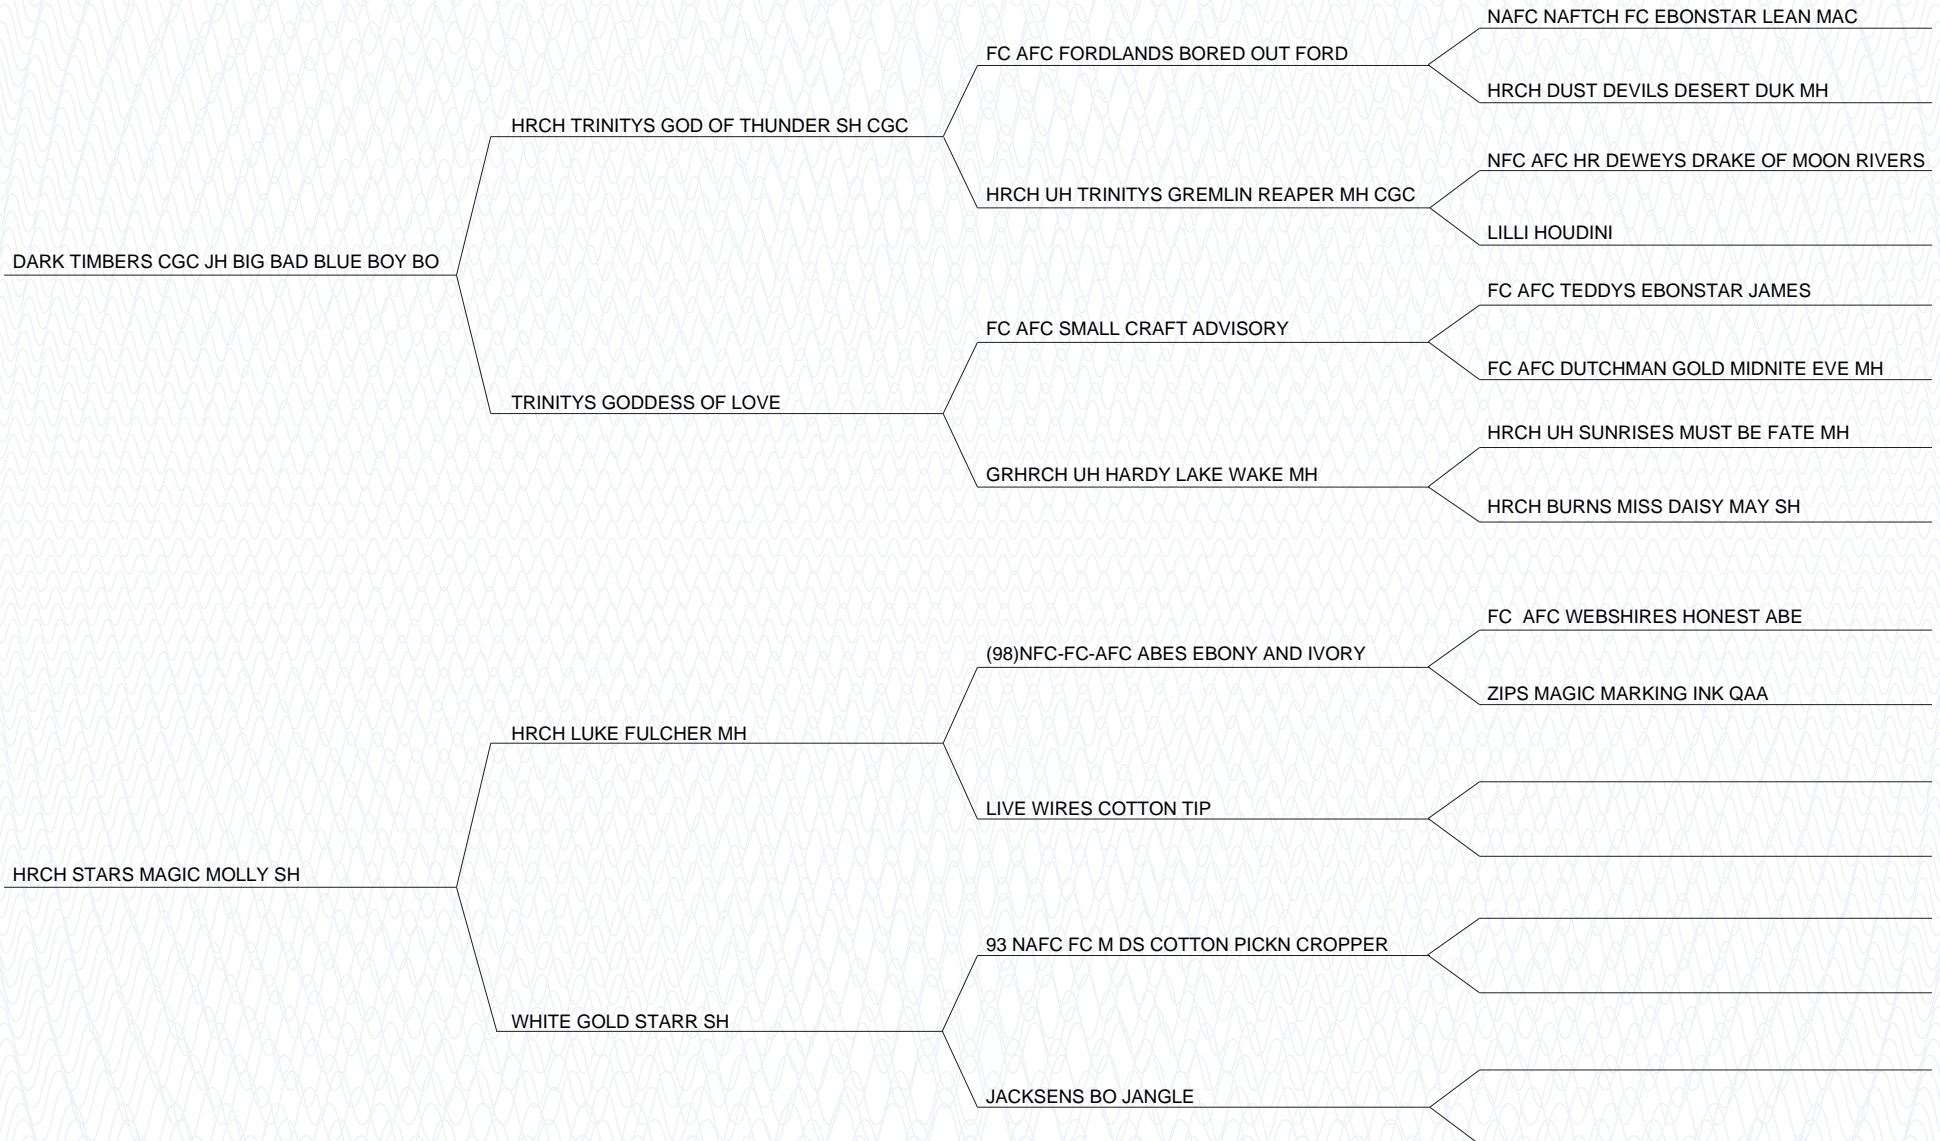 NAFC NAFTCH FC EBONSTAR LEAN MAC
FC AFC FORDLANDS BORED OUT FORD
HRCH DUST DEVILS DESERT DUK MH
HRCH TRINITYS GOD OF THUNDER SH CGC
NFC AFC HR DEWEYS DRAKE OF MOON RIVERS
HRCH UH TRINITYS GREMLIN REAPER MH CGC
LILLI HOUDINI
DARK TIMBERS CGC JH BIG BAD BLUE BOY BO
FC AFC TEDDYS EBONSTAR JAMES
FC AFC SMALL CRAFT ADVISORY
FC AFC DUTCHMAN GOLD MIDNITE EVE MH
TRINITYS GODDESS OF LOVE
HRCH UH SUNRISES MUST BE FATE MH
GRHRCH UH HARDY LAKE WAKE MH
HRCH BURNS MISS DAISY MAY SH
FC  AFC WEBSHIRES HONEST ABE
(98)NFC-FC-AFC ABES EBONY AND IVORY
ZIPS MAGIC MARKING INK QAA
HRCH LUKE FULCHER MH
LIVE WIRES COTTON TIP
HRCH STARS MAGIC MOLLY SH
93 NAFC FC M DS COTTON PICKN CROPPER
WHITE GOLD STARR SH
JACKSENS BO JANGLE